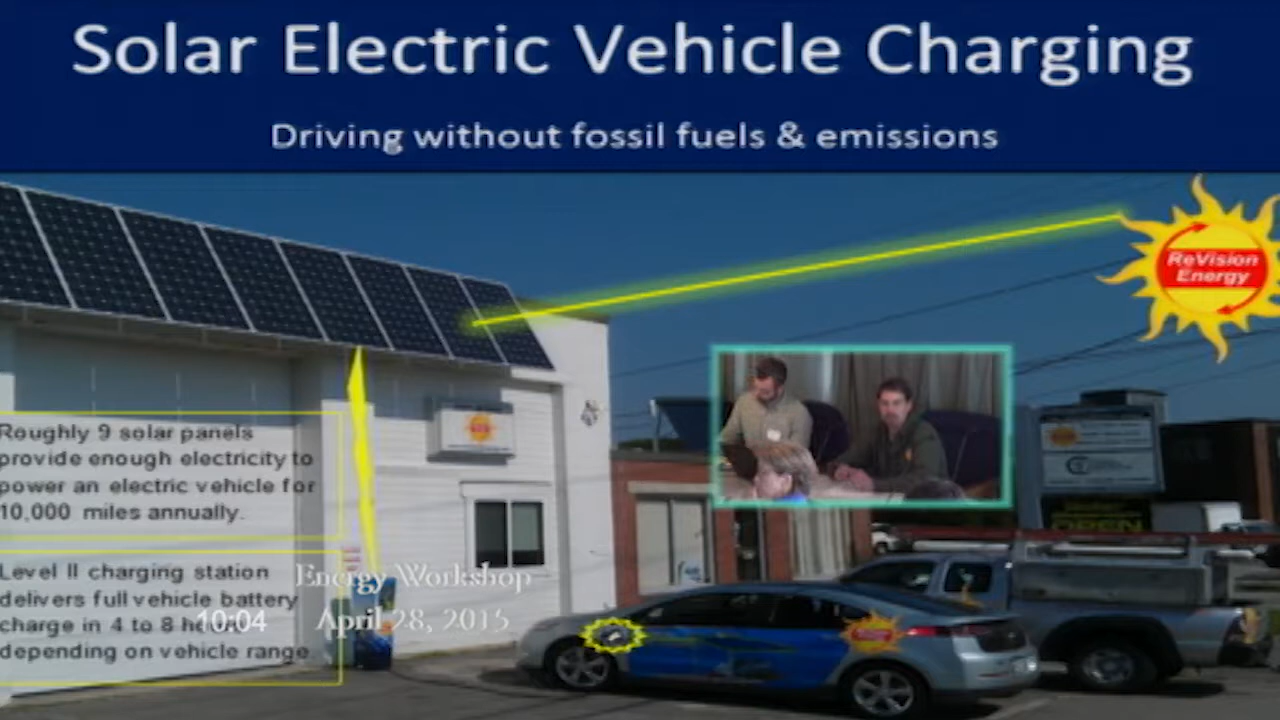 Solar Electric Vehicle Charging
Driving without fossil fuels & emissions
ReVision
Energy
Roughly 9 solar panels
provide enough electricity to
power an electric vehicle for
10,000 miles annually.
OPEN
Level II charging station
delivers full vehicle battery
charge in 4 to 8
depending on vehicle range
Energy Workshop
10:04
April 28, 2015